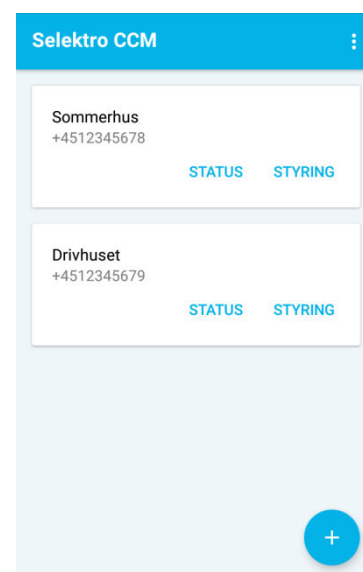 Selektro CCM
Sommerhus
+4512345678
STATUS STYRING
Drivhuset
+4512345679
STATUS STYRING
+